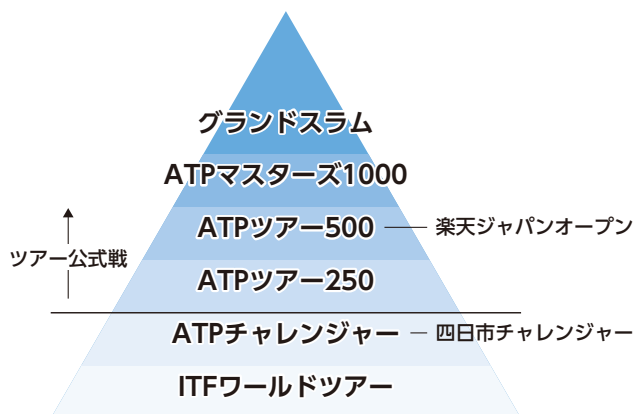 グランドスラム
ATPマスターズ1000
ATPツアー500
楽天ジャパンオープン
ツアー公式戦
ATPツアー250
ATPチャレンジャー
四日市チャレンジャー
ITFワールドツアー